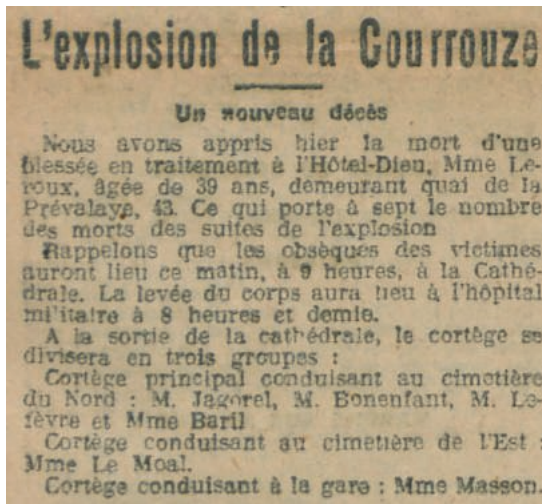 L'explosion de la Courrouze
Un nouveau décès
Nous avons appris hier la mort d'une
blessée en traitement à l'Hôtel-Dieu, Mme Le-
roux, âgée de 39 ans, demeurant quai de la
Prévalaye, 43. Ce qui porte à sept le nombre
des morts des suites de l'explosion
Rappelons que les obsèques des victimes
auront lieu ce matin, à 9 heures, à la Cathé-
drale. La levée du corps aura lieu à l'hôpital
militaire à 8 heures et demie.
A la sortie de la cathédrale, le cortège se
divisera en trois groupes :
Cortège principal conduisant au cimetière
du Nord : M. Jagorel, M. Bonenfant, M. Le-
fèvre et Mme Baril
Cortège conduisant au cimetière de l'Est :
Mme Le Moal.
Cortège conduisant à la gare : Mme Masson.